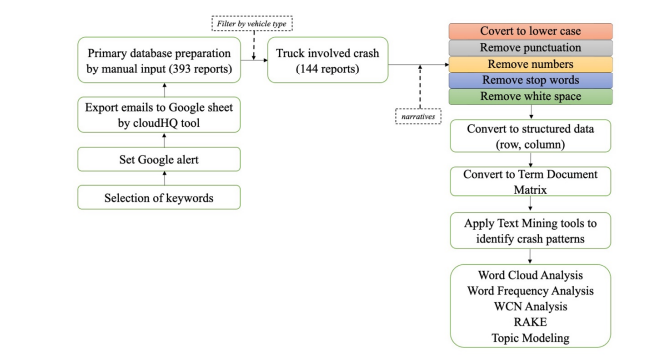 Filter by vehicle type
Primary database preparation
by manual input (393 reports)
Truck involved crash
(144 reports)
Covert to lower case
Remove punctuation
Remove numbers
Remove stop words
Remove white space
narratives
Export emails to Google sheet
by cloudHQ tool
Set Google alert
Selection of keywords
Convert to structured data
(row, column)
Convert to Term Document
Matrix
Apply Text Mining tools to
identify crash patterns
Word Cloud Analysis
Word Frequency Analysis
WCN Analysis
RAKE
Topic Modeling